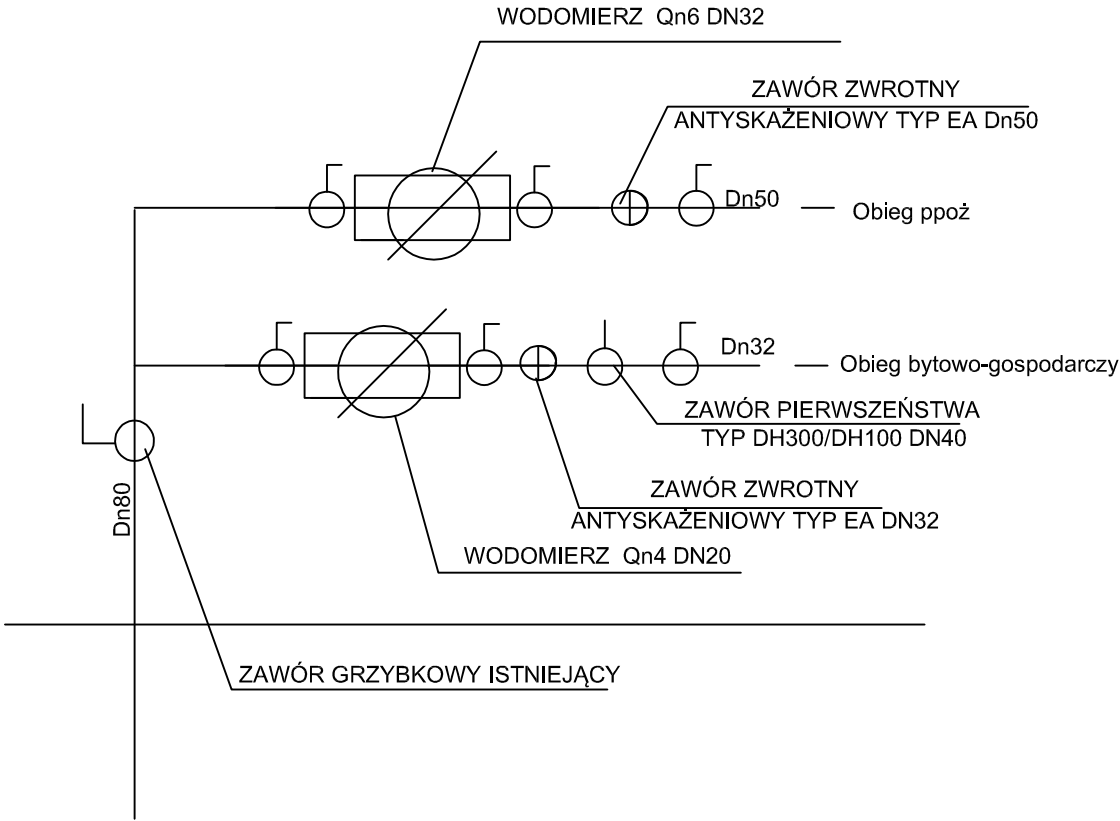 WODOMIERZ Qn6 DN32
ZAWÓR ZWROTNY
ANTYSKAŻENIOWY TYP EA Dn50
Dn50
Obieg ppoż
Dn32
Obieg bytowo-gospodarczy
ZAWÓR PIERWSZEŃSTWA
TYP DH300/DH100 DN40
Dn80
ZAWÓR ZWROTNY
ANTYSKAŻENIOWY TYP EA DN32
WODOMIERZ Qn4 DN20
ZAWÓR GRZYBKOWY ISTNIEJĄCY